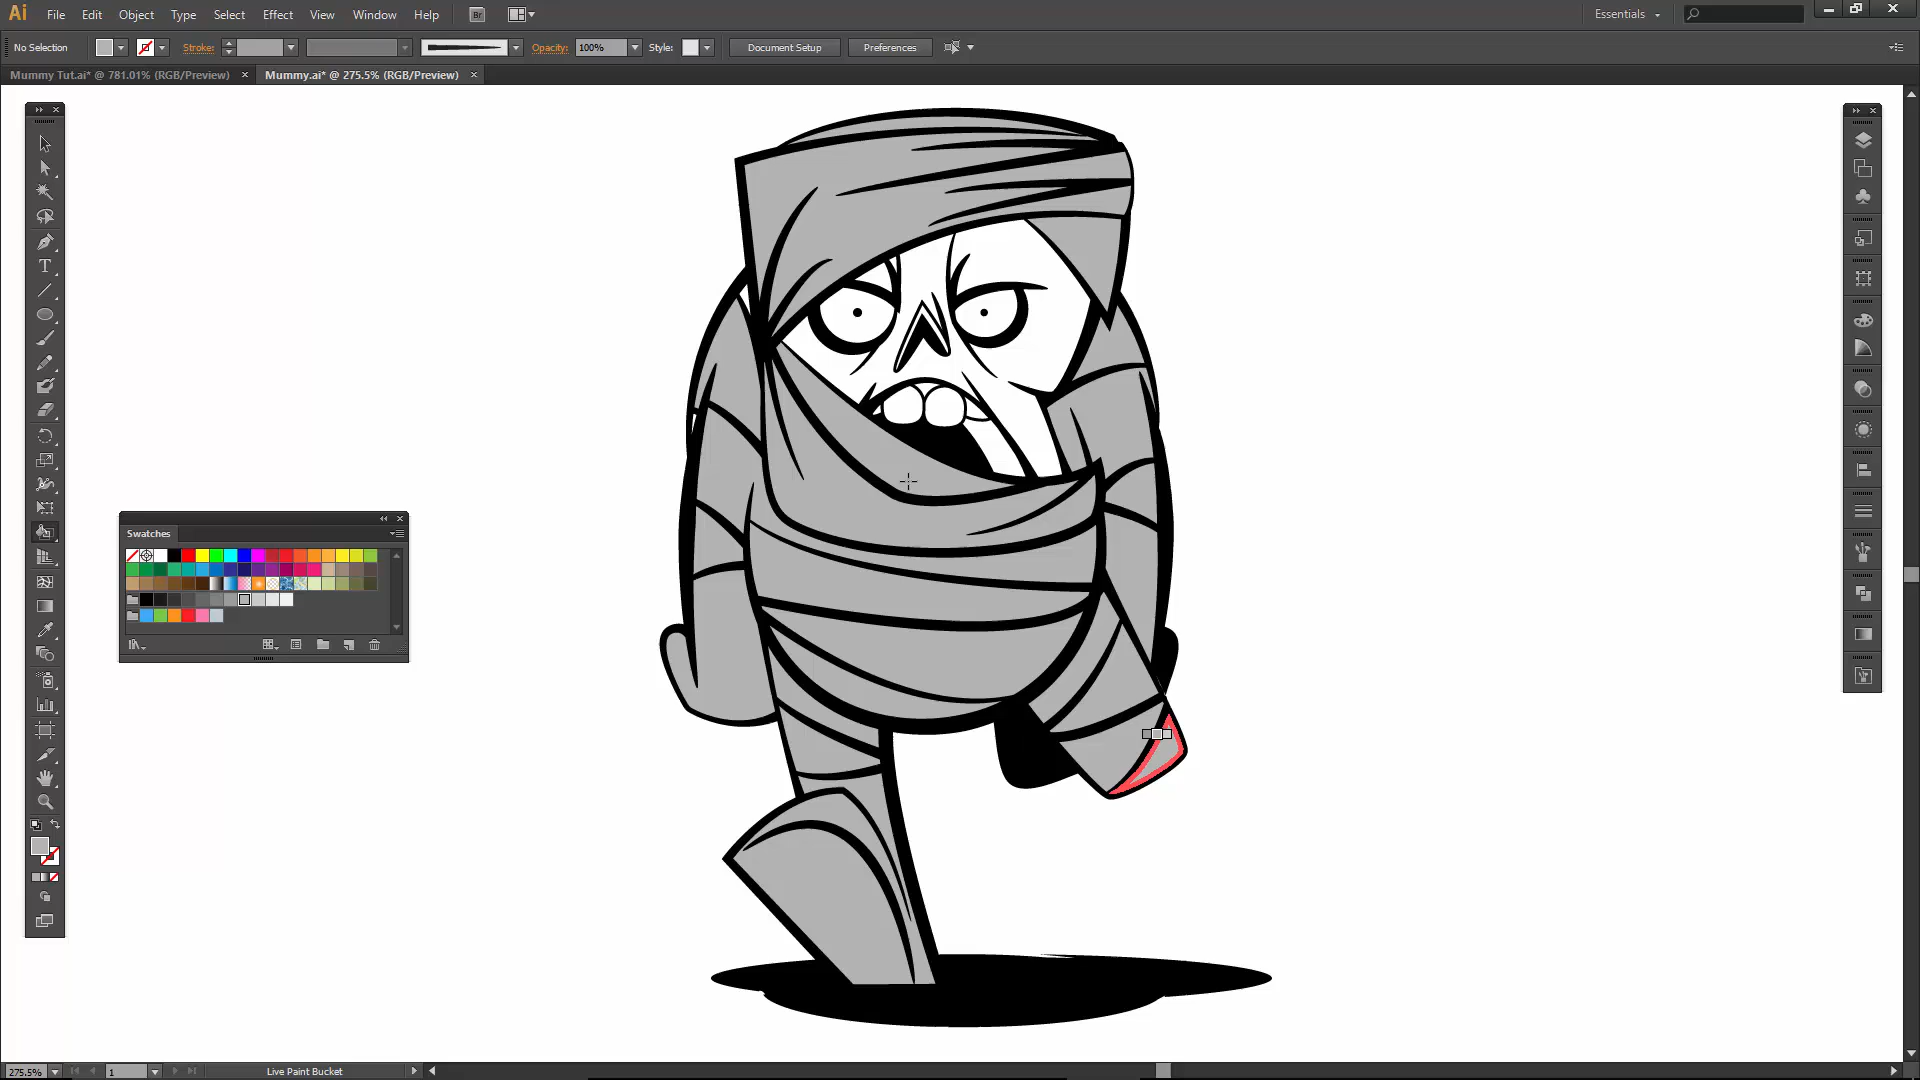 Ai File Edit Object Type Select Effect View Window Help Br Essentials
No Selection Stroke: Opacity: 100% Style: Document Setup Preferences
Mummy Tut.ai* @ 781.01% (RGB/Preview) Mummy.ai* @ 275.5% (RGB/Preview)
Swatches
275.5% 1 Live Paint Bucket